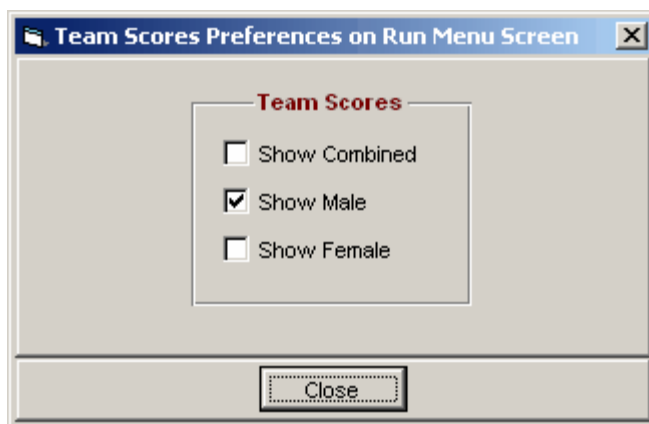 Team Scores Preferences on Run Menu Screen
Team Scores
Show Combined
Show Male
Show Female
Close